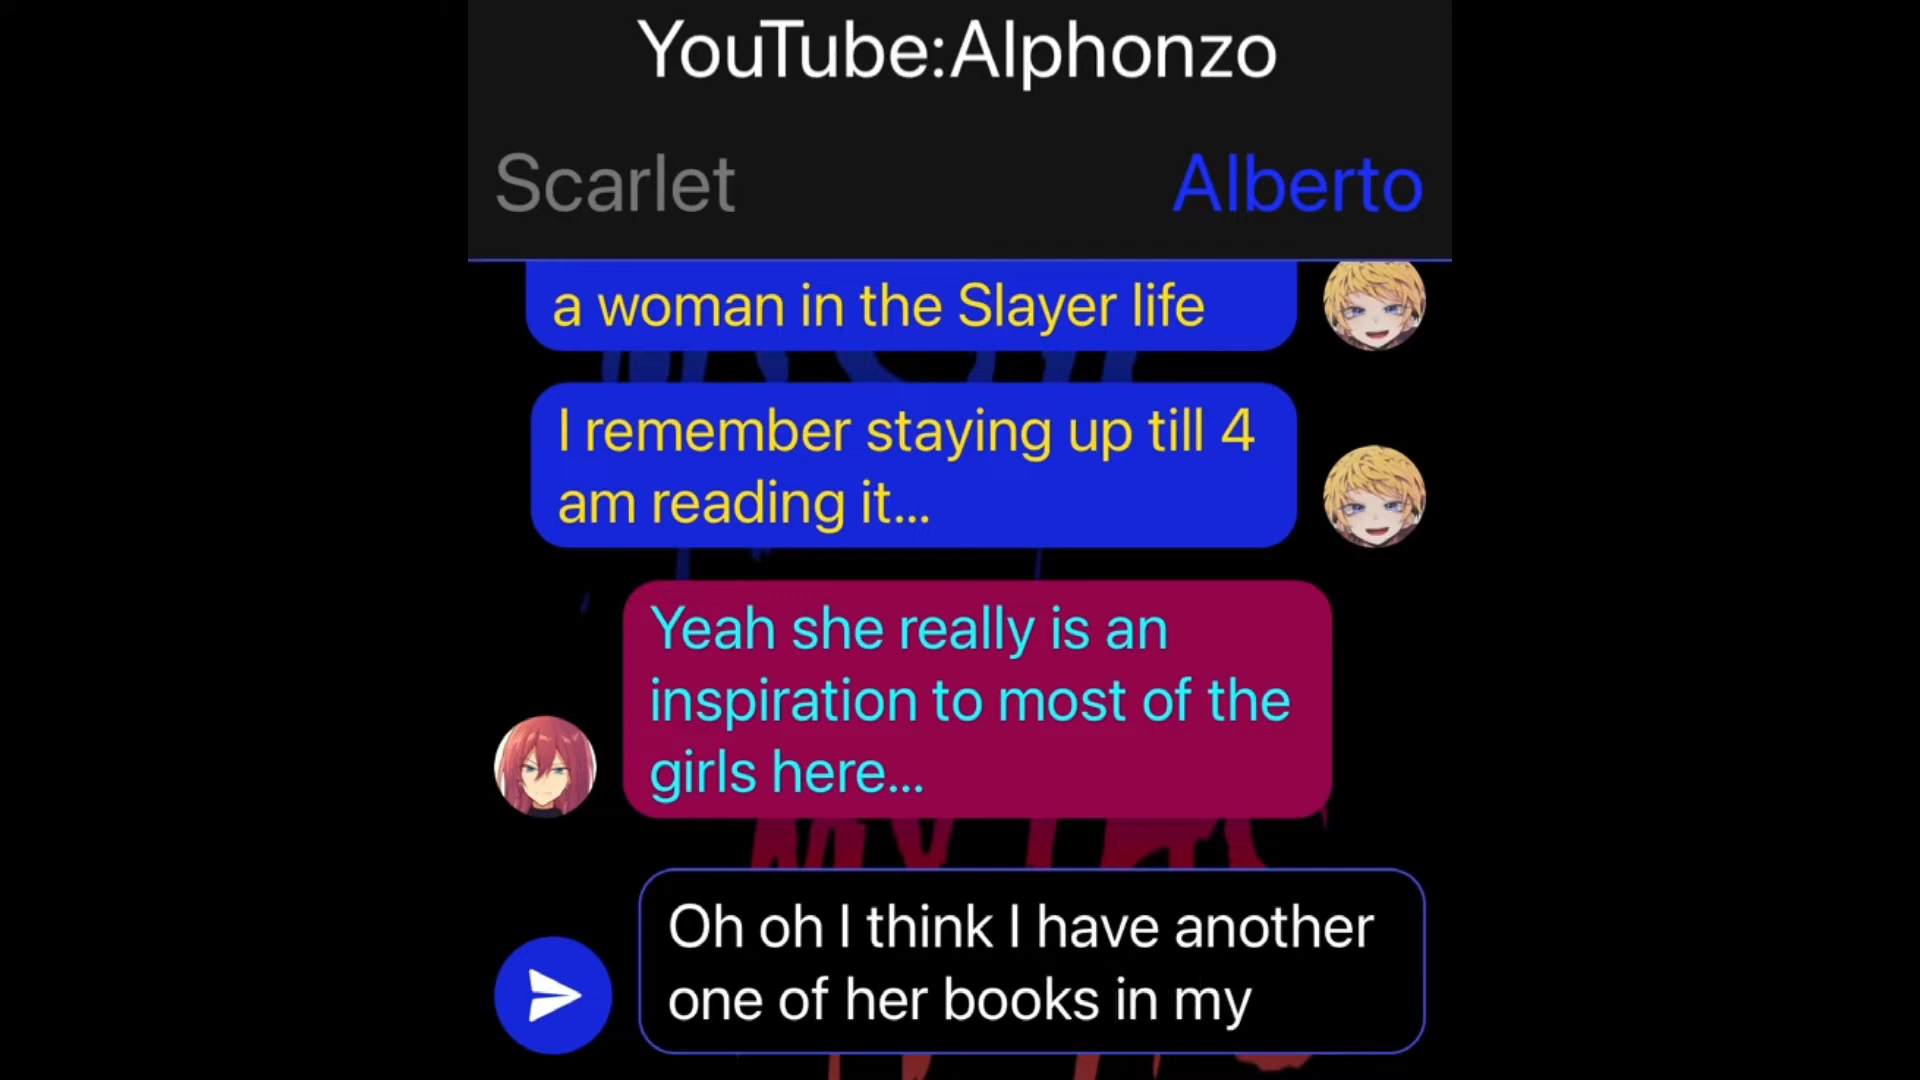 YouTube:Alphonzo
Scarlet
Alberto
a woman in the Slayer life
I remember staying up till 4
am reading it...
Yeah she really is an
inspiration to most of the
girls here...
Oh oh I think I have another
one of her books in my